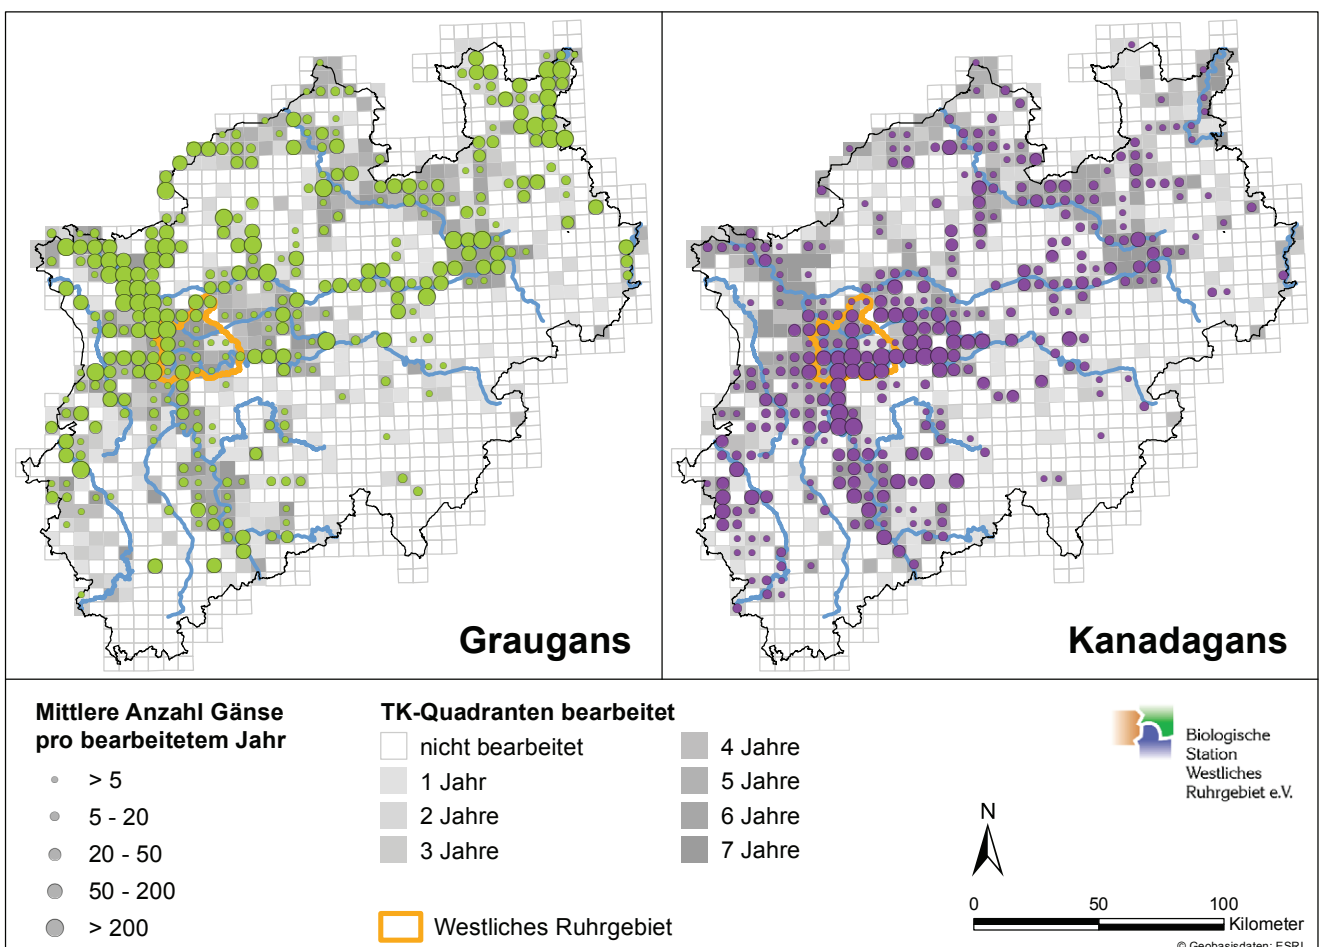 Graugans
Kanadagans
Mittlere Anzahl Gänse
pro bearbeitetem Jahr
> 5
5 - 20
20 - 50
50 - 200
> 200
TK-Quadranten bearbeitet
nicht bearbeitet
1 Jahr
2 Jahre
3 Jahre
4 Jahre
5 Jahre
6 Jahre
7 Jahre
Westliches Ruhrgebiet
Biologische
Station
Westliches
Ruhrgebiet e.V.
N
0 50 100
Kilometer
© Geobasisdaten: ESRI